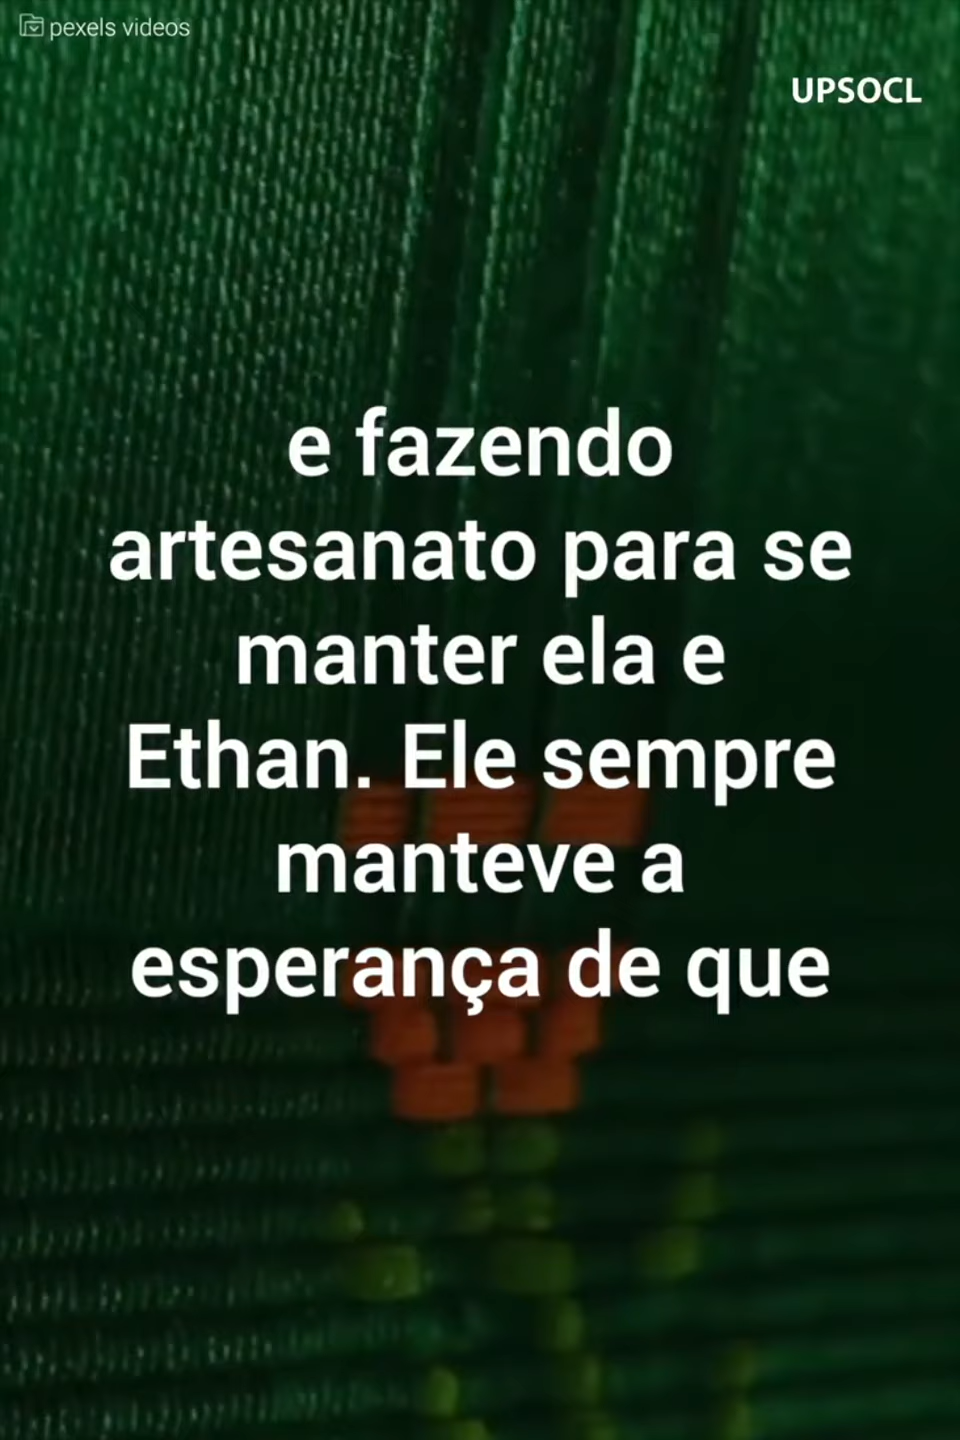 pexels videos
UPSOCL
e fazendo
artesanato para se
manter ela e
Ethan. Ele sempre
manteve a
esperança de que